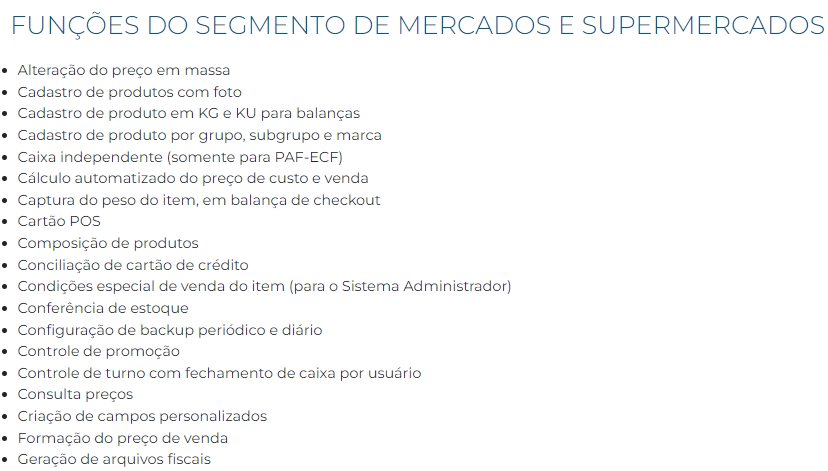 FUNÇÕES DO SEGMENTO DE MERCADOS E SUPERMERCADOS
Alteração do preço em massa
Cadastro de produtos com foto
Cadastro de produto em KG e KU para balanças
Cadastro de produto por grupo, subgrupo e marca
Caixa independente (somente para PAF-ECF)
Cálculo automatizado do preço de custo e venda
Captura do peso do item, em balança de checkout
Cartão POS
Composição de produtos
Conciliação de cartão de crédito
Condições especial de venda do item (para o Sistema Administrador)
Conferência de estoque
Configuração de backup periódico e diário
Controle de promoção
Controle de turno com fechamento de caixa por usuário
Consulta preços
Criação de campos personalizados
Formação do preço de venda
Geração de arquivos fiscais